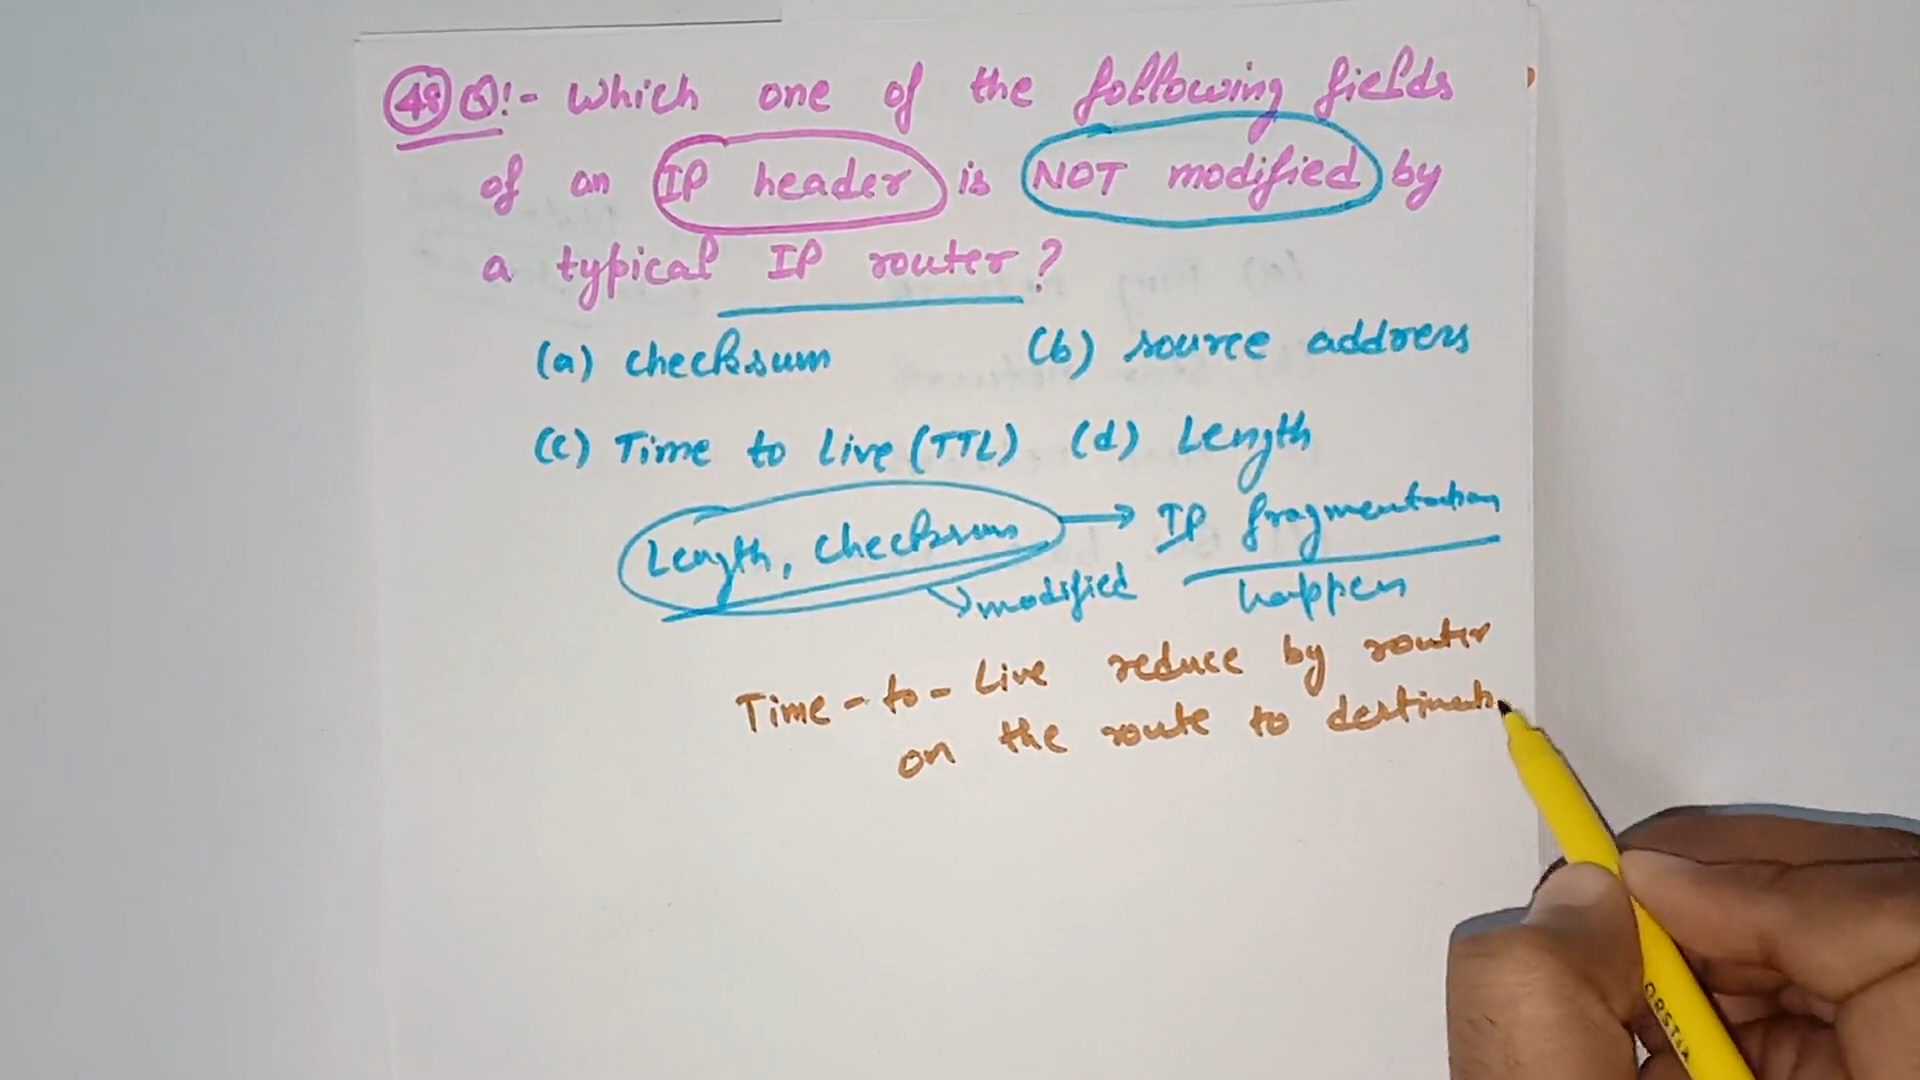 48 Q:- Which one of the following fields
of an IP header is NOT modified by
a typical IP router?
(a) checksum (b) source address
(c) Time to Live (TTL) (d) Length
Length, checksum → IP fragmentation
modified happen
Time-to-Live reduce by router
on the route to destinati